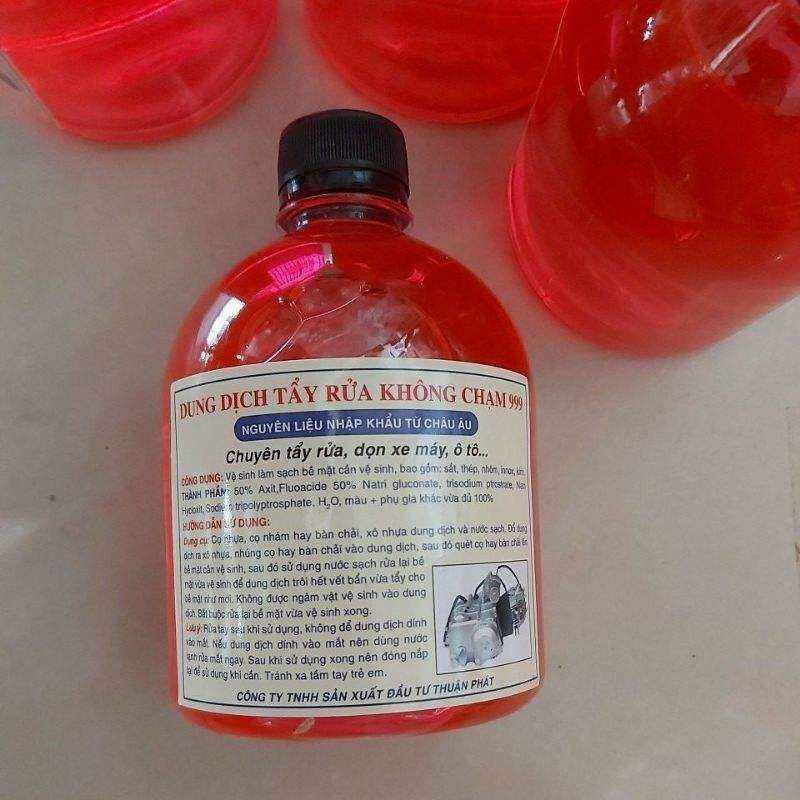 DUNG DỊCH TẨY RỬA KHÔNG CHẠM 999
NGUYÊN LIỆU NHẬP KHẨU TỪ CHÂU ÂU
Chuyên tẩy rửa, dọn xe máy, ô tô...
CÔNG DỤNG: Vệ sinh làm sạch bề mặt cần vệ sinh, bao gồm: sắt, thép, nhôm, innox, kính.
THÀNH PHẦN: 50% Axit,Fluoacide 50% Natri gluconate, trisodium ptrostrate, Natri
Hyđoxit, Sodium tripolyptrosphate, H₂O, màu + phụ gia khác vừa đủ 100%
HƯỚNG DẪN SỬ DỤNG:
Dụng cụ: Cọ nhựa, cọ nhám hay bàn chải, xô nhựa dung dịch và nước sạch. Đổ dung
dịch ra xô nhựa, nhúng cọ hay bàn chải vào dung dịch, sau đó quét cọ hay bàn chải lên
bề mặt cần vệ sinh, sau đó sử dụng nước sạch rửa lại bề
mặt vừa vệ sinh để dung dịch trôi hết vết bẩn vừa tẩy cho
bề mặt như mới. Không được ngâm vật vệ sinh vào dung
dịch. Bắt buộc rửa lại bề mặt vừa vệ sinh xong.
Lưu ý: Rửa tay sau khi sử dụng, không để dung dịch dính
vào mắt. Nếu dung dịch dính vào mắt nên dùng nước
lạnh rửa mắt ngay. Sau khi sử dụng xong nên đóng nắp
lại để sử dụng khi cần. Tránh xa tầm tay trẻ em.
CÔNG TY TNHH SẢN XUẤT ĐẦU TƯ THUẬN PHÁT